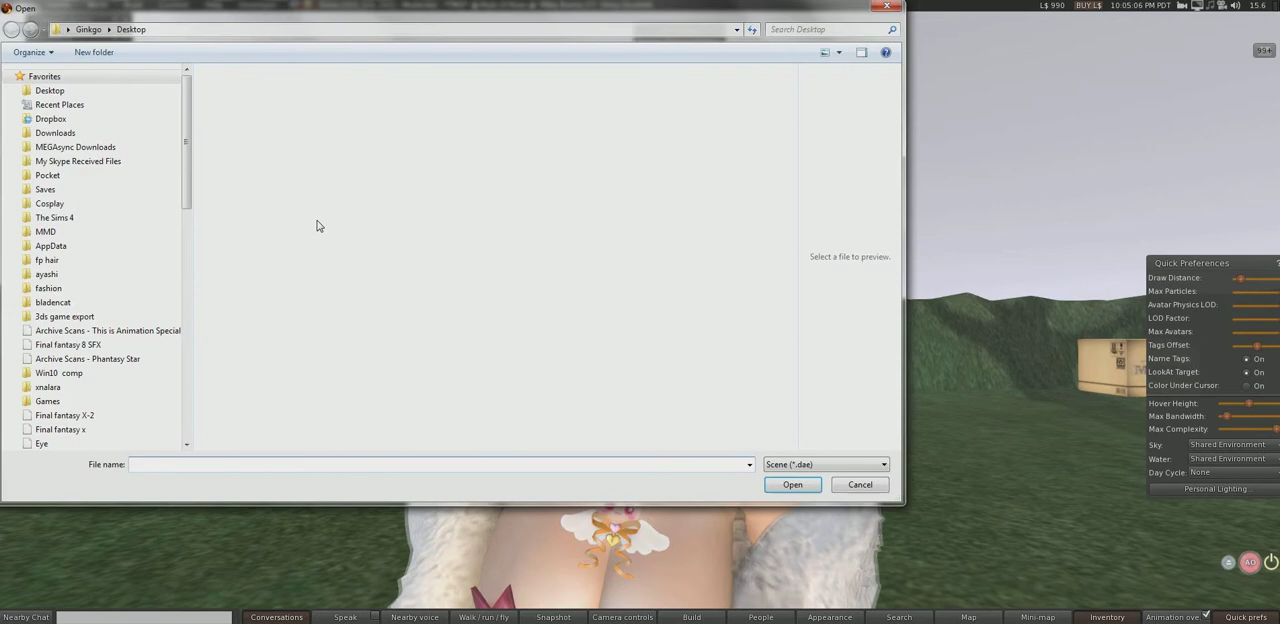 Open
L$ 990 BUY L$ 10:05:06 PM PDT 15.6
Ginkgo Desktop
Search Desktop
Organize New folder
99+
Favorites
Desktop
Recent Places
Dropbox
Downloads
MEGAsync Downloads
My Skype Received Files
Pocket
Saves
Cosplay
The Sims 4
MMD
AppData
fp hair
ayashi
fashion
bladencat
3ds game export
Archive Scans - This is Animation Special
Final fantasy 8 SFX
Archive Scans - Phantasy Star
Win10 comp
xnalara
Games
Final fantasy X-2
Final fantasy x
Eye
Select a file to preview.
File name:
Scene (*.dae)
Open Cancel
Quick Preferences ?
Draw Distance:
Max Particles:
Avatar Physics LOD:
LOD Factor:
Max Avatars:
Tags Offset:
Name Tags: On
LookAt Target: On
Color Under Cursor: On
Hover Height:
Max Bandwidth:
Max Complexity:
Sky: Shared Environment
Water: Shared Environment
Day Cycle: None
Personal Lighting...
AO
Nearby Chat Conversations Speak Nearby voice Walk / run / fly Snapshot Camera controls Build People Appearance Search Map Mini-map Inventory Animation ove... Quick prefs